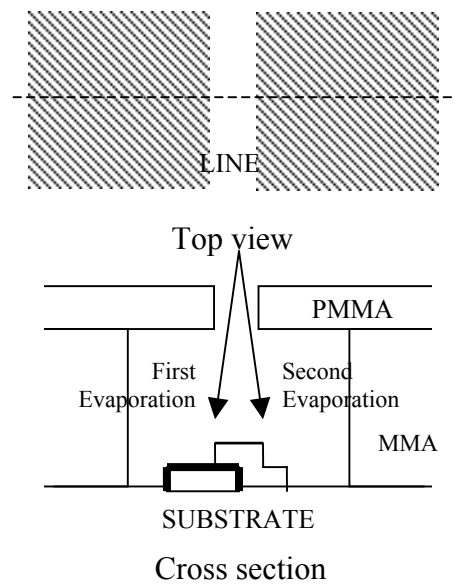 LINE
Top view
PMMA
First
Evaporation
Second
Evaporation
MMA
SUBSTRATE
Cross section